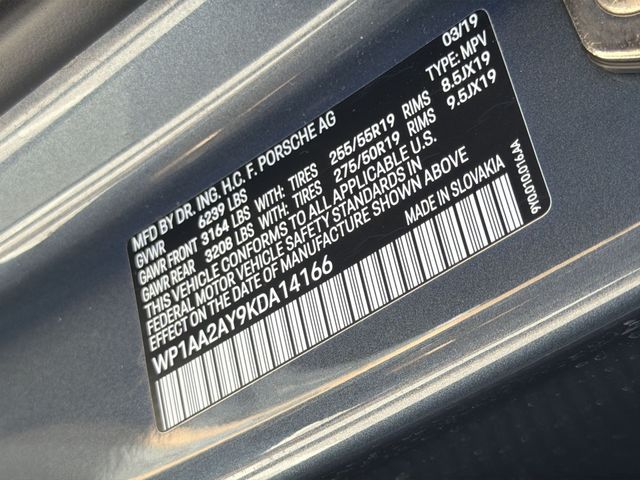 MFD BY DR. ING. H.C. F. PORSCHE AG 03/19
GVWR 6239 LBS TYPE: MPV
GAWR FRONT 3164 LBS WITH TIRES 255/55R19 RIMS 8.5JX19
GAWR REAR 3208 LBS WITH TIRES 275/50R19 RIMS 9.5JX19
THIS VEHICLE CONFORMS TO ALL APPLICABLE U.S.
FEDERAL MOTOR VEHICLE SAFETY STANDARDS IN
EFFECT ON THE DATE OF MANUFACTURE SHOWN ABOVE
MADE IN SLOVAKIA
WP1AA2AY9KDA14166